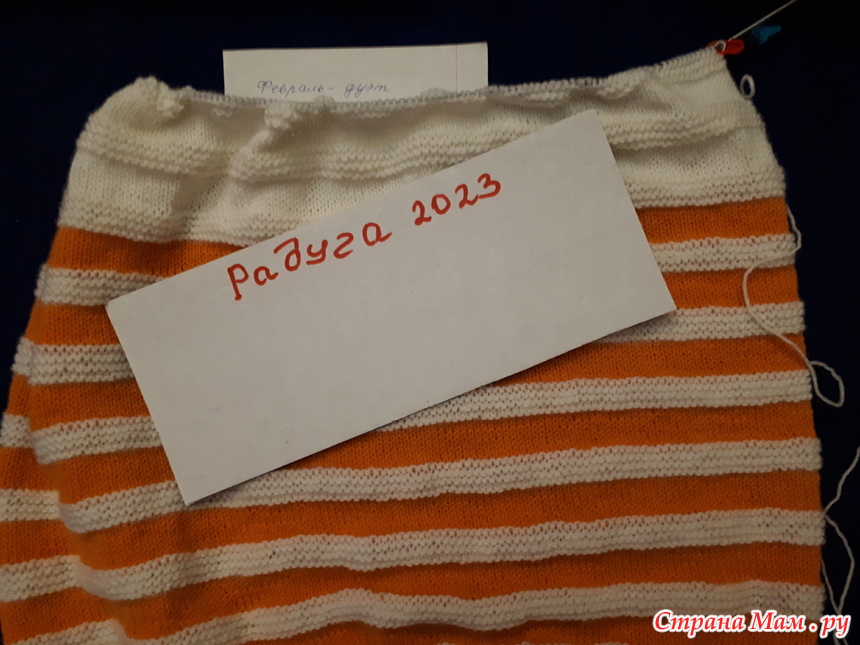 Февраль - дуэт
Радуга 2023
Страна Мам.ру